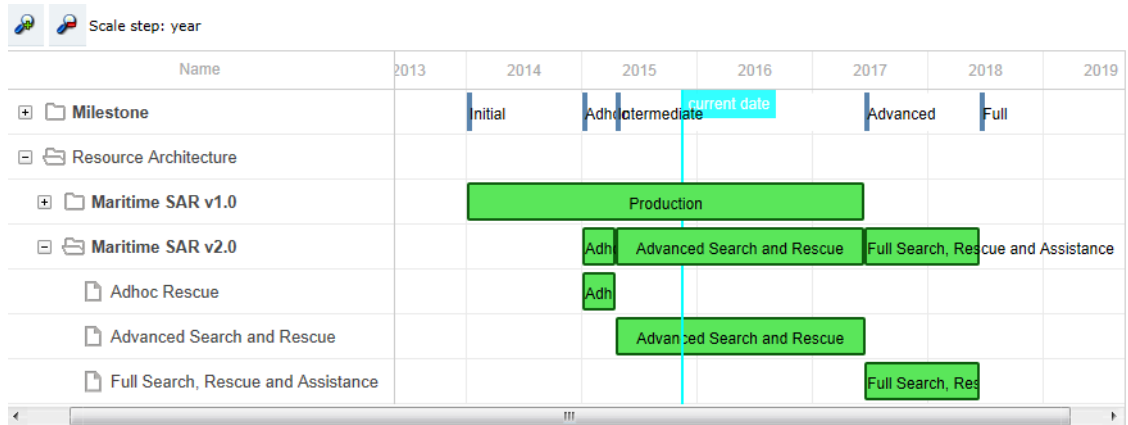 Scale step: year
Name 2013 2014 2015 2016 2017 2018 2019
current date
Milestone Initial Adhc Intermediate Advanced Full
Resource Architecture
Maritime SAR v1.0 Production
Maritime SAR v2.0 Adho Advanced Search and Rescue Full Search, Rescue and Assistance
Adhoc Rescue Adh
Advanced Search and Rescue Advanced Search and Rescue
Full Search, Rescue and Assistance Full Search, Res